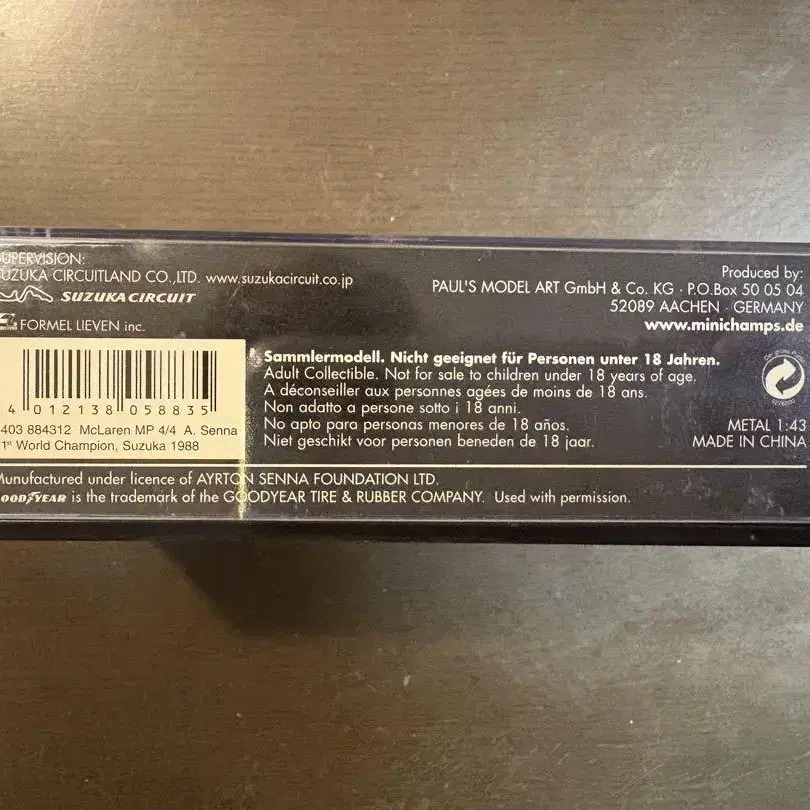 UPERVISION:
UZUKA CIRCUITLAND CO.,LTD. www.suzukacircuit.co.jp
SUZUKA CIRCUIT
FORMEL LIEVEN inc.
Produced by:
PAUL'S MODEL ART GmbH & Co. KG · P.O.Box 50 05 04
52089 AACHEN · GERMANY
www.minichamps.de
4 012138 058835
403 884312 McLaren MP 4/4 A. Senna
1st World Champion, Suzuka 1988
Sammlermodell. Nicht geeignet für Personen unter 18 Jahren.
Adult Collectible. Not for sale to children under 18 years of age.
A déconseiller aux personnes agées de moins de 18 ans.
Non adatto a persone sotto i 18 anni.
No apto para personas menores de 18 años.
Niet geschikt voor personen beneden de 18 jaar.
METAL 1:43
MADE IN CHINA
Manufactured under licence of AYRTON SENNA FOUNDATION LTD.
GOODYEAR is the trademark of the GOODYEAR TIRE & RUBBER COMPANY. Used with permission.